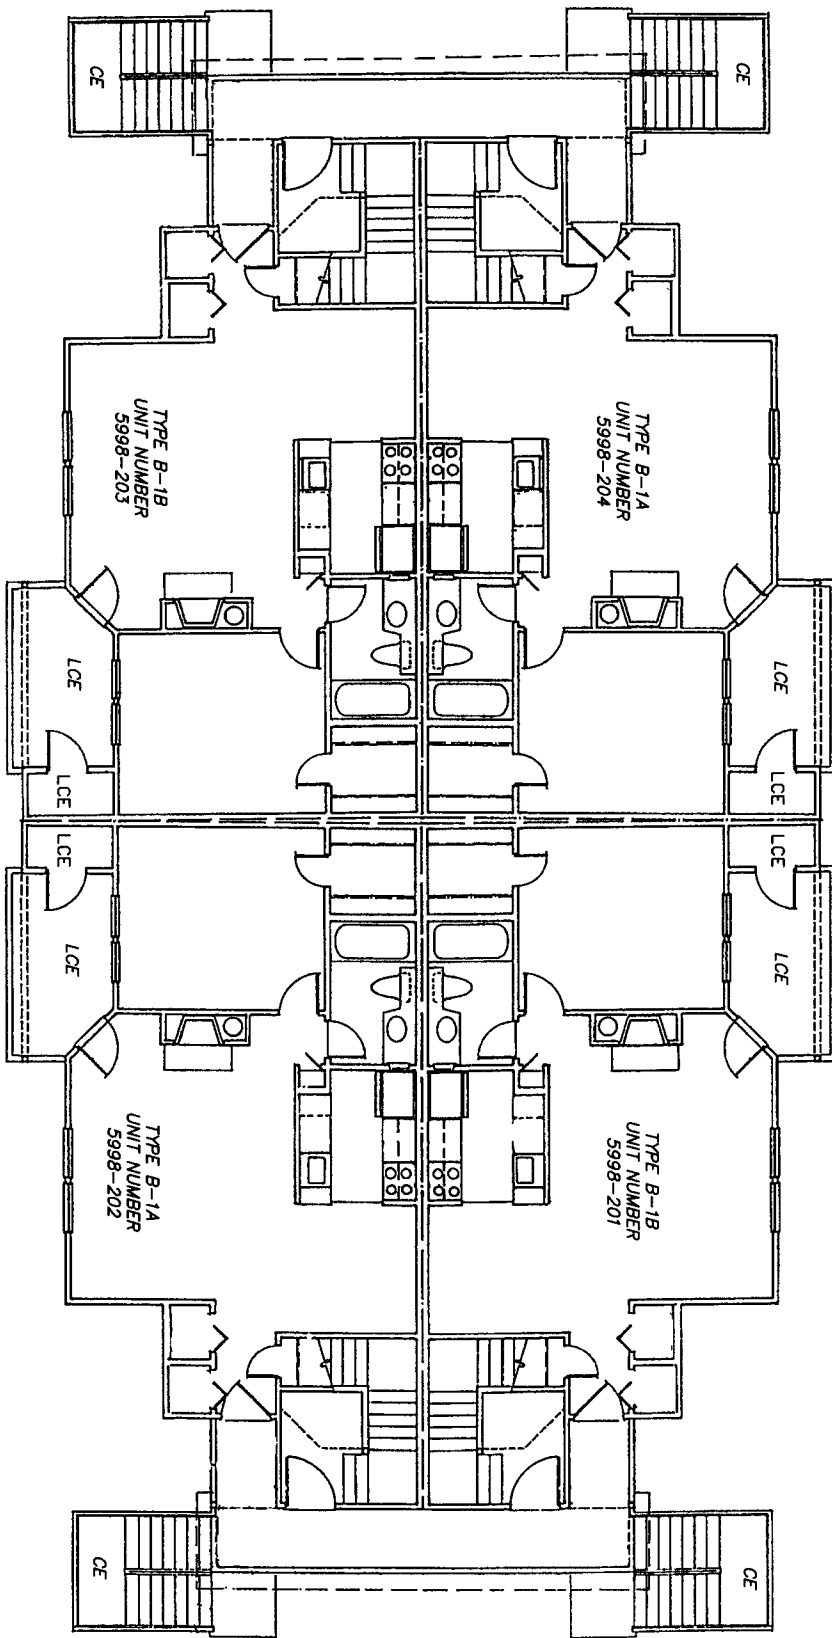 CE
CE
TYPE B-1B
UNIT NUMBER
5998-203
TYPE B-1A
UNIT NUMBER
5998-204
LCE
LCE
LCE
LCE
LCE
LCE
LCE
LCE
TYPE B-1A
UNIT NUMBER
5998-202
TYPE B-1B
UNIT NUMBER
5998-201
CE
CE